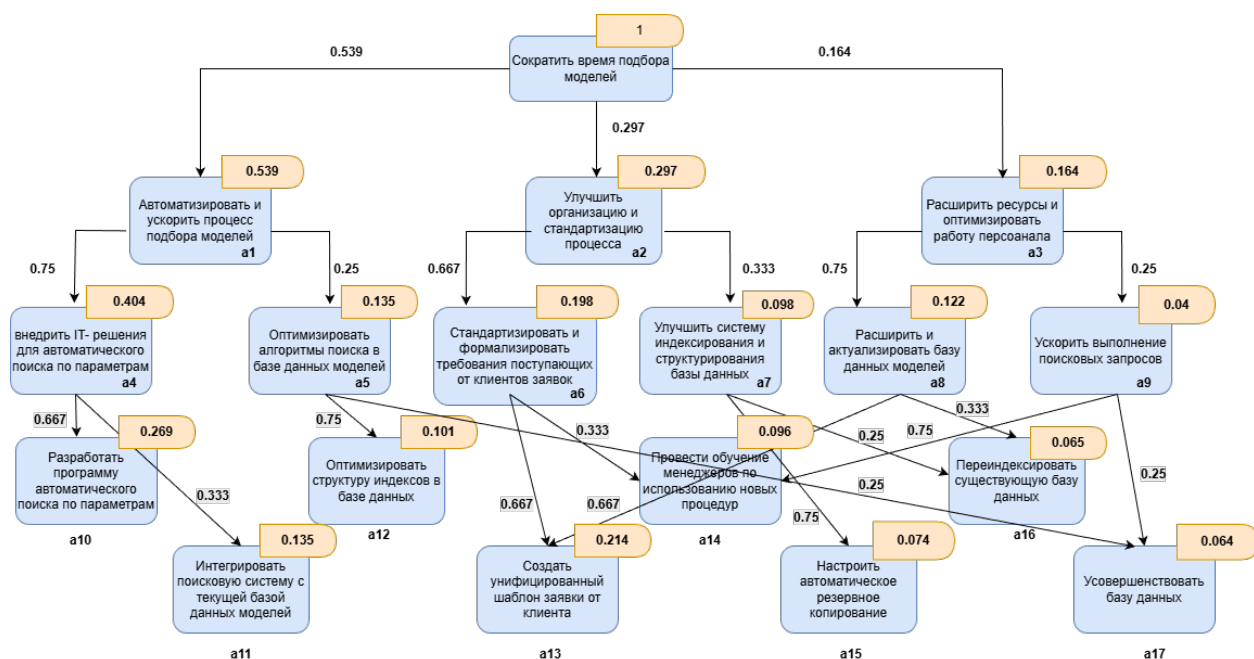 1
Сократить время подбора
моделей
0.539
0.164
0.297
0.539
Автоматизировать и
ускорить процесс
подбора моделей
a1
0.297
Улучшить
организацию и
стандартизацию
процесса
a2
0.164
Расширить ресурсы и
оптимизировать
работу персоанала
a3
0.75
0.25
0.667
0.333
0.75
0.25
0.404
внедрить IT- решения
для автоматического
поиска по параметрам
a4
0.135
Оптимизировать
алгоритмы поиска в
базе данных моделей
a5
0.198
Стандартизировать и
формализировать
требования поступающих
от клиентов заявок
a6
0.098
Улучшить систему
индексирования и
структурирования
базы данных
a7
0.122
Расширить и
актуализировать базу
данных моделей
a8
0.04
Ускорить выполнение
поисковых запросов
a9
0.667
0.333
0.75
0.25
0.667
0.333
0.25
0.75
0.667
0.333
0.75
0.25
0.269
Разработать
программу
автоматического
поиска по параметрам
a10
0.101
Оптимизировать
структуру индексов в
базе данных
a12
0.096
Провести обучение
менеджеров по
использованию новых
процедур
a14
0.065
Переиндексировать
существующую базу
данных
a16
0.135
Интегрировать
поисковую систему с
текущей базой
данных моделей
a11
0.214
Создать
унифицированный
шаблон заявки от
клиента
a13
0.074
Настроить
автоматическое
резервное
копирование
a15
0.064
Усовершенствовать
базу данных
a17